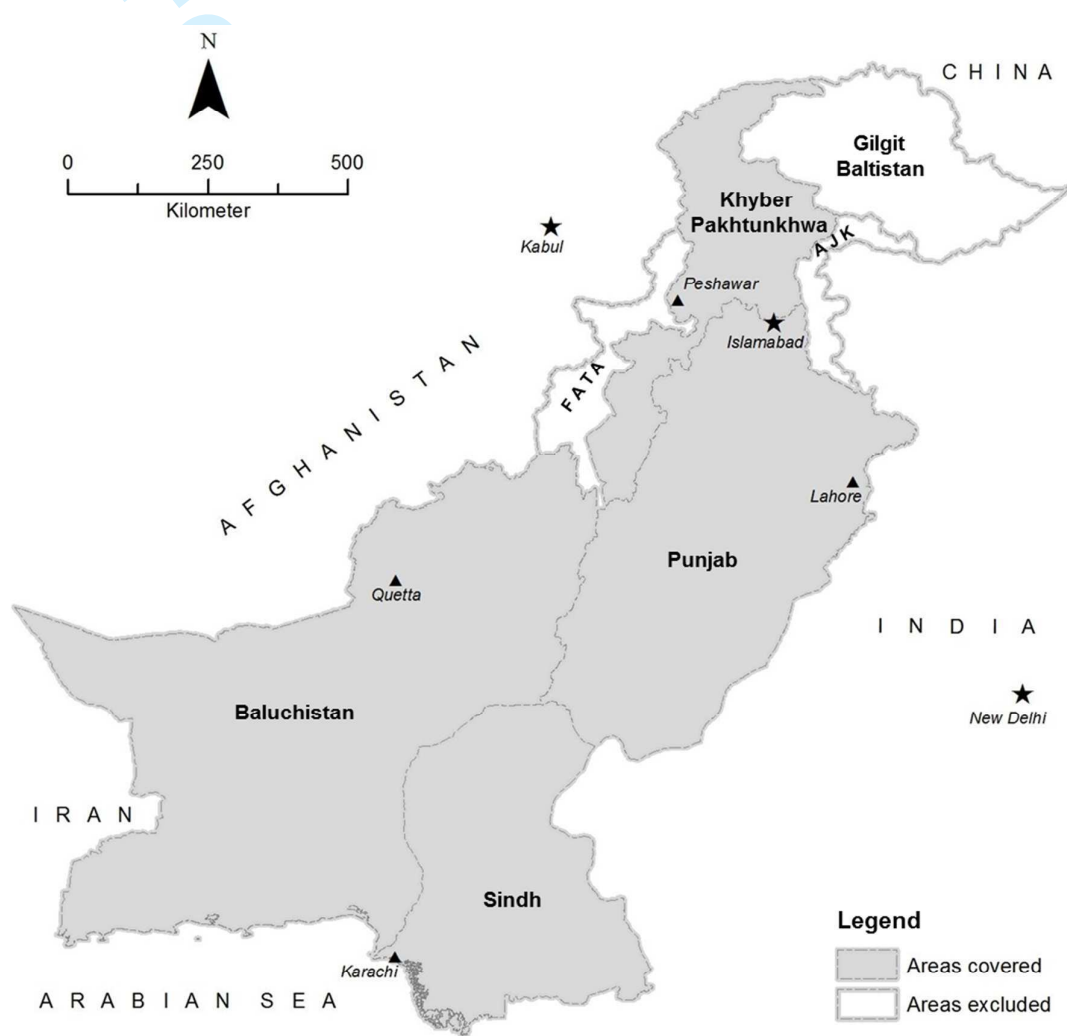 N
0 250 500
Kilometer
CHINA
Gilgit
Baltistan
Khyber
Pakhtunkhwa
AJK
Kabul
Peshawar
Islamabad
AFGHANISTAN
FATA
Lahore
Punjab
Quetta
INDIA
New Delhi
Baluchistan
IRAN
Sindh
Karachi
ARABIAN SEA
Legend
Areas covered
Areas excluded